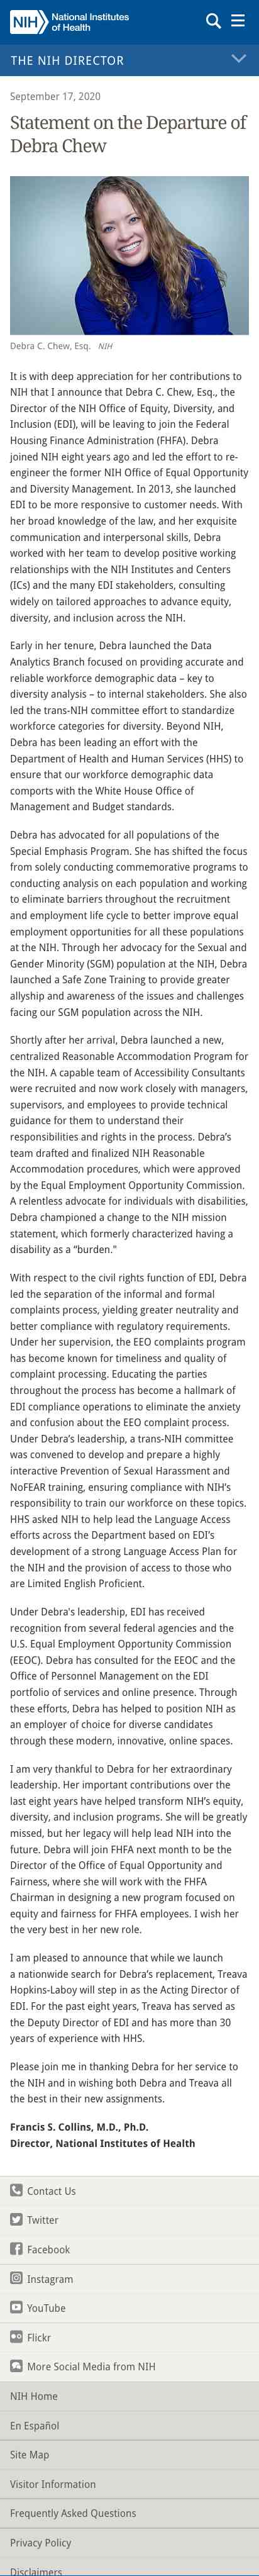 NIH National Institutes
of Health
THE NIH DIRECTOR
September 17, 2020
Statement on the Departure of
Debra Chew
Debra C. Chew, Esq. NIH
It is with deep appreciation for her contributions to
NIH that I announce that Debra C. Chew, Esq., the
Director of the NIH Office of Equity, Diversity, and
Inclusion (EDI), will be leaving to join the Federal
Housing Finance Administration (FHFA). Debra
joined NIH eight years ago and led the effort to re-
engineer the former NIH Office of Equal Opportunity
and Diversity Management. In 2013, she launched
EDI to be more responsive to customer needs. With
her broad knowledge of the law, and her exquisite
communication and interpersonal skills, Debra
worked with her team to develop positive working
relationships with the NIH Institutes and Centers
(ICs) and the many EDI stakeholders, consulting
widely on tailored approaches to advance equity,
diversity, and inclusion across the NIH.
Early in her tenure, Debra launched the Data
Analytics Branch focused on providing accurate and
reliable workforce demographic data – key to
diversity analysis – to internal stakeholders. She also
led the trans-NIH committee effort to standardize
workforce categories for diversity. Beyond NIH,
Debra has been leading an effort with the
Department of Health and Human Services (HHS) to
ensure that our workforce demographic data
comports with the White House Office of
Management and Budget standards.
Debra has advocated for all populations of the
Special Emphasis Program. She has shifted the focus
from solely conducting commemorative programs to
conducting analysis on each population and working
to eliminate barriers throughout the recruitment
and employment life cycle to better improve equal
employment opportunities for all these populations
at the NIH. Through her advocacy for the Sexual and
Gender Minority (SGM) population at the NIH, Debra
launched a Safe Zone Training to provide greater
allyship and awareness of the issues and challenges
facing our SGM population across the NIH.
Shortly after her arrival, Debra launched a new,
centralized Reasonable Accommodation Program for
the NIH. A capable team of Accessibility Consultants
were recruited and now work closely with managers,
supervisors, and employees to provide technical
guidance for them to understand their
responsibilities and rights in the process. Debra’s
team drafted and finalized NIH Reasonable
Accommodation procedures, which were approved
by the Equal Employment Opportunity Commission.
A relentless advocate for individuals with disabilities,
Debra championed a change to the NIH mission
statement, which formerly characterized having a
disability as a “burden."
With respect to the civil rights function of EDI, Debra
led the separation of the informal and formal
complaints process, yielding greater neutrality and
better compliance with regulatory requirements.
Under her supervision, the EEO complaints program
has become known for timeliness and quality of
complaint processing. Educating the parties
throughout the process has become a hallmark of
EDI compliance operations to eliminate the anxiety
and confusion about the EEO complaint process.
Under Debra’s leadership, a trans-NIH committee
was convened to develop and prepare a highly
interactive Prevention of Sexual Harassment and
NoFEAR training, ensuring compliance with NIH’s
responsibility to train our workforce on these topics.
HHS asked NIH to help lead the Language Access
efforts across the Department based on EDI’s
development of a strong Language Access Plan for
the NIH and the provision of access to those who
are Limited English Proficient.
Under Debra's leadership, EDI has received
recognition from several federal agencies and the
U.S. Equal Employment Opportunity Commission
(EEOC). Debra has consulted for the EEOC and the
Office of Personnel Management on the EDI
portfolio of services and online presence. Through
these efforts, Debra has helped to position NIH as
an employer of choice for diverse candidates
through these modern, innovative, online spaces.
I am very thankful to Debra for her extraordinary
leadership. Her important contributions over the
last eight years have helped transform NIH’s equity,
diversity, and inclusion programs. She will be greatly
missed, but her legacy will help lead NIH into the
future. Debra will join FHFA next month to be the
Director of the Office of Equal Opportunity and
Fairness, where she will work with the FHFA
Chairman in designing a new program focused on
equity and fairness for FHFA employees. I wish her
the very best in her new role.
I am pleased to announce that while we launch
a nationwide search for Debra’s replacement, Treava
Hopkins-Laboy will step in as the Acting Director of
EDI. For the past eight years, Treava has served as
the Deputy Director of EDI and has more than 30
years of experience with HHS.
Please join me in thanking Debra for her service to
the NIH and in wishing both Debra and Treava all
the best in their new assignments.
Francis S. Collins, M.D., Ph.D.
Director, National Institutes of Health
Contact Us
Twitter
Facebook
Instagram
YouTube
Flickr
More Social Media from NIH
NIH Home
En Español
Site Map
Visitor Information
Frequently Asked Questions
Privacy Policy
Disclaimers